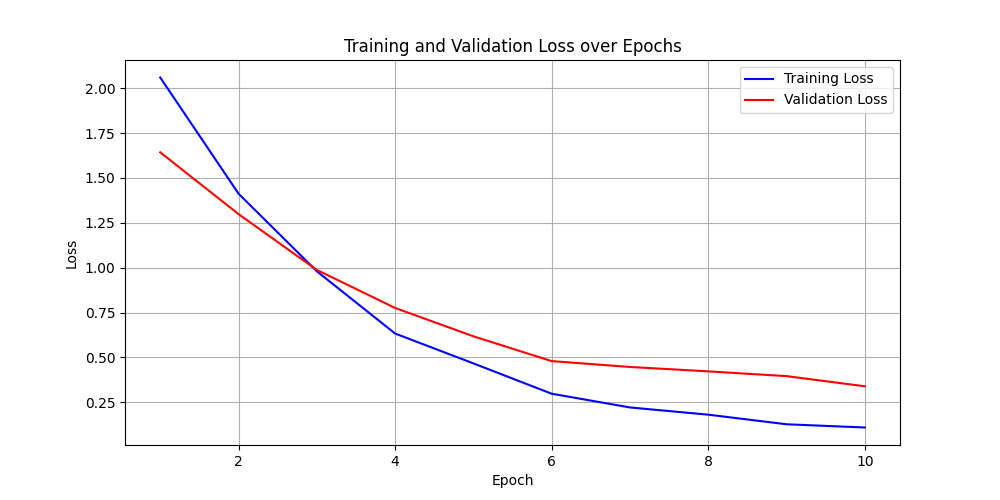 Training and Validation Loss over Epochs
Training Loss
Validation Loss
2.00
1.75
1.50
1.25
1.00
0.75
0.50
0.25
Loss
2 4 6 8 10
Epoch